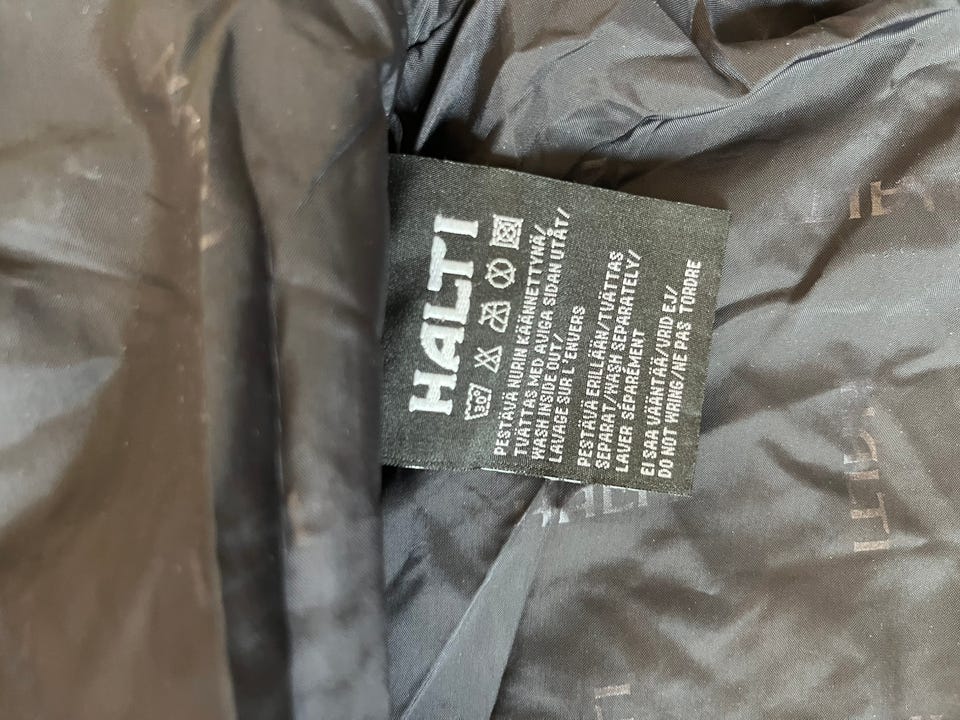 HALTI
30°
PESTÄVÄ NURIN KÄÄNNETTYNÄ/
TVÄTTAS MED AVIGA SIDAN UTÅT/
WASH INSIDE OUT/
LAVAGE SUR L'ENVERS
PESTÄVÄ ERILLÄÄN/TVÄTTAS
SEPARAT/WASH SEPARATELY/
LAVER SÉPARÉMENT
EI SAA VÄÄNTÄÄ/VRID EJ/
DO NOT WRING/NE PAS TORDRE